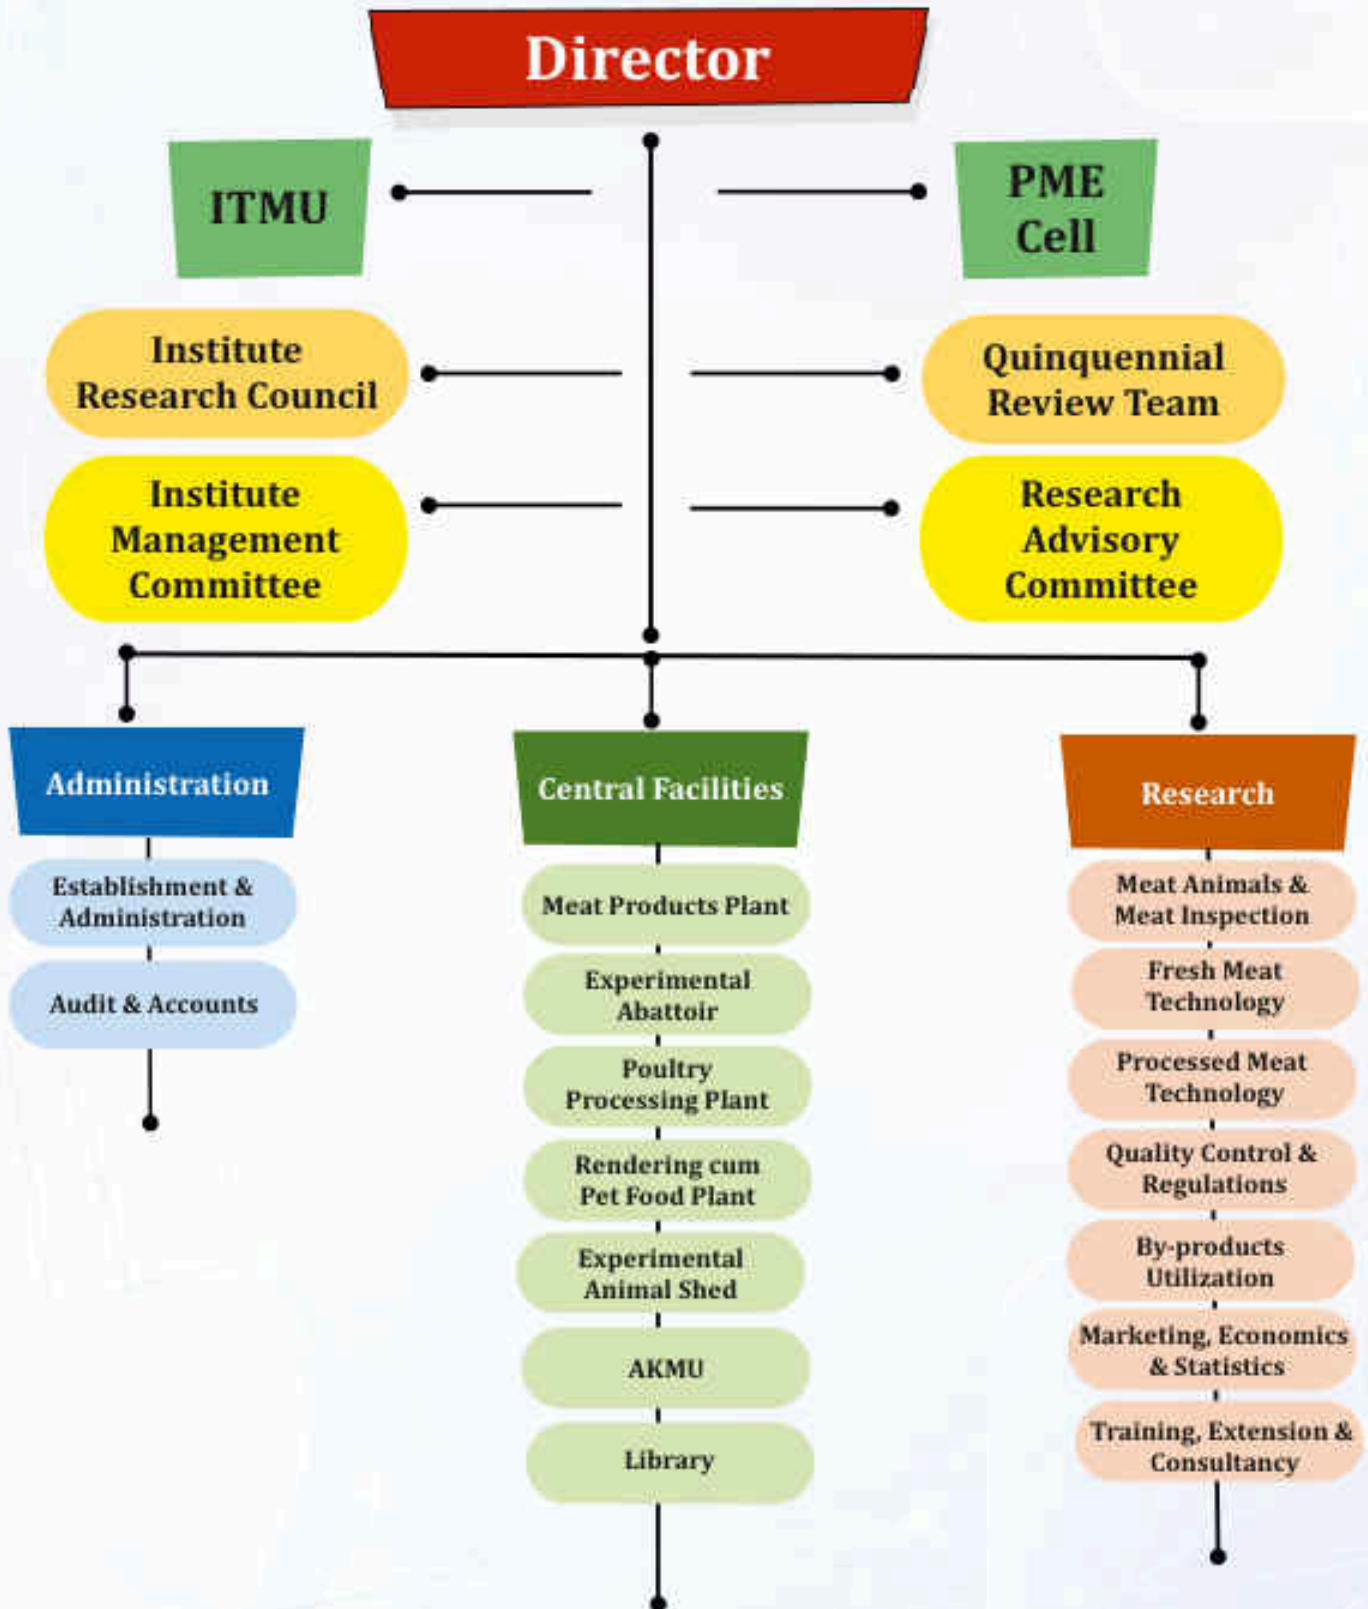 Director
ITMU
PME
Cell
Institute
Research Council
Quinquennial
Review Team
Institute
Management
Committee
Research
Advisory
Committee
Administration
Establishment &
Administration
Audit & Accounts
Central Facilities
Meat Products Plant
Experimental
Abattoir
Poultry
Processing Plant
Rendering cum
Pet Food Plant
Experimental
Animal Shed
AKMU
Library
Research
Meat Animals &
Meat Inspection
Fresh Meat
Technology
Processed Meat
Technology
Quality Control &
Regulations
By-products
Utilization
Marketing, Economics
& Statistics
Training, Extension &
Consultancy